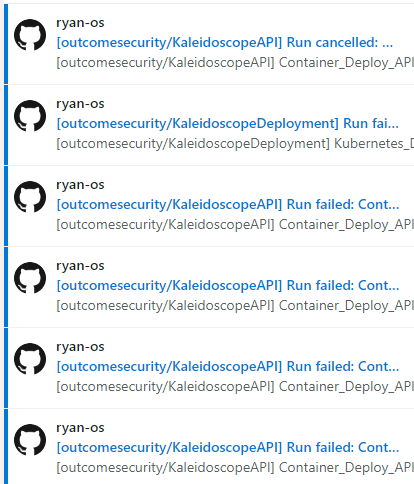 ryan-os
[outcomesecurity/KaleidoscopeAPI] Run cancelled: ...
[outcomesecurity/KaleidoscopeAPI] Container_Deploy_API
ryan-os
[outcomesecurity/KaleidoscopeDeployment] Run fai...
[outcomesecurity/KaleidoscopeDeployment] Kubernetes_D
ryan-os
[outcomesecurity/KaleidoscopeAPI] Run failed: Cont...
[outcomesecurity/KaleidoscopeAPI] Container_Deploy_API
ryan-os
[outcomesecurity/KaleidoscopeAPI] Run failed: Cont...
[outcomesecurity/KaleidoscopeAPI] Container_Deploy_API
ryan-os
[outcomesecurity/KaleidoscopeAPI] Run failed: Cont...
[outcomesecurity/KaleidoscopeAPI] Container_Deploy_API
ryan-os
[outcomesecurity/KaleidoscopeAPI] Run failed: Cont...
[outcomesecurity/KaleidoscopeAPI] Container_Deploy_API